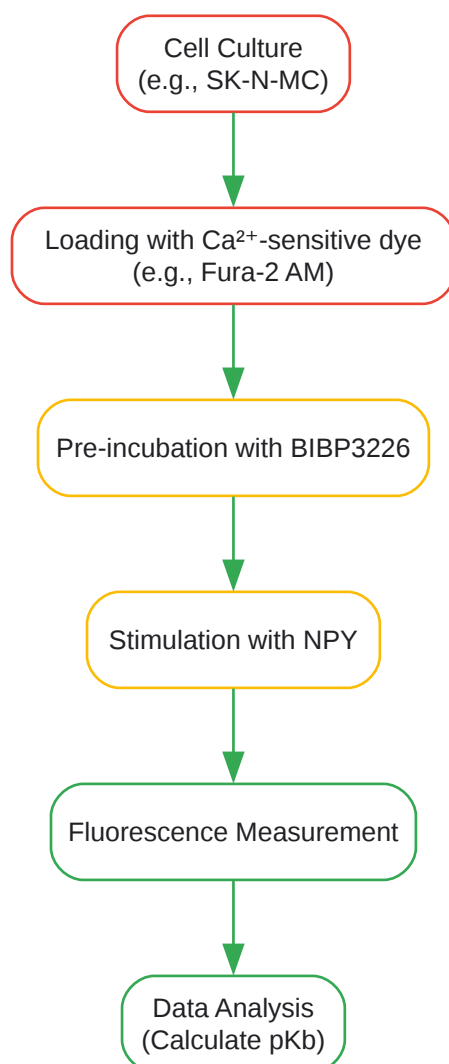 Cell Culture
(e.g., SK-N-MC)
Loading with Ca²⁺-sensitive dye
(e.g., Fura-2 AM)
Pre-incubation with BIBP3226
Stimulation with NPY
Fluorescence Measurement
Data Analysis
(Calculate pKb)